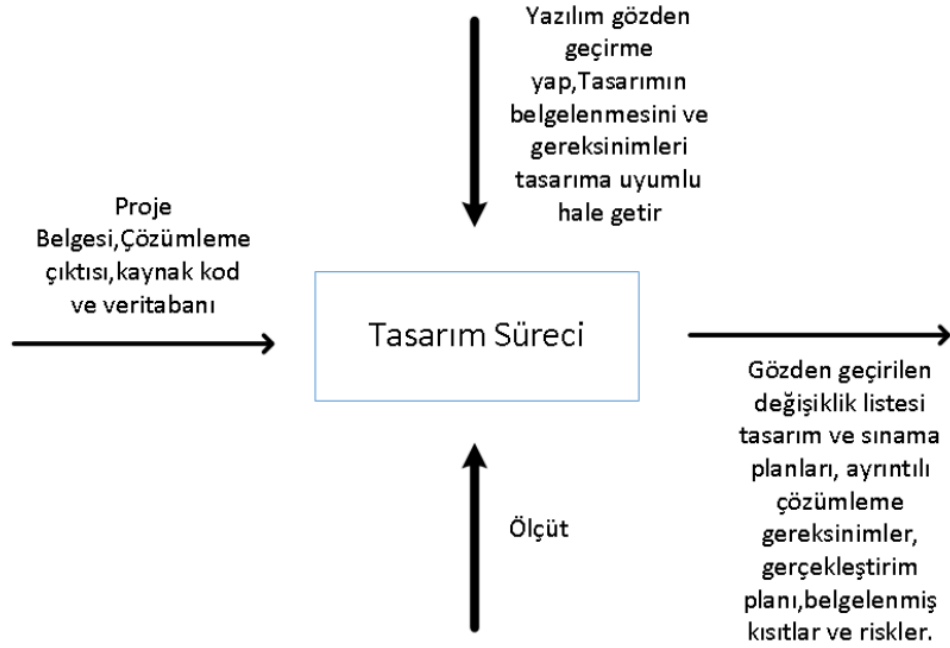 Yazılım gözden
geçirme
yap,Tasarımın
belgelenmesini ve
gereksinimleri
tasarıma uyumlu
hale getir
Proje
Belgesi,Çözümleme
çıktısı,kaynak kod
ve veritabanı
Tasarım Süreci
Gözden geçirilen
değişiklik listesi
tasarım ve sınama
planları, ayrıntılı
çözümleme
gereksinimler,
gerçekleştirim
planı,belgelenmiş
kısıtlar ve riskler.
Ölçüt